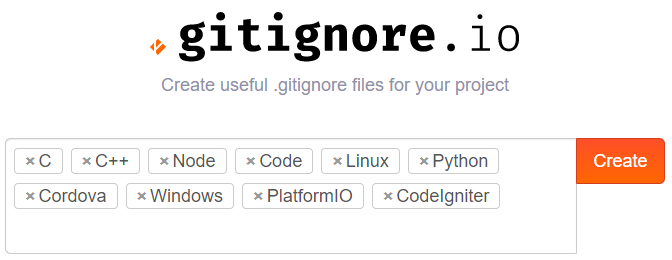 gitignore.io
Create useful .gitignore files for your project
× C × C++ × Node × Code × Linux × Python
Create
× Cordova × Windows × PlatformIO × CodeIgniter